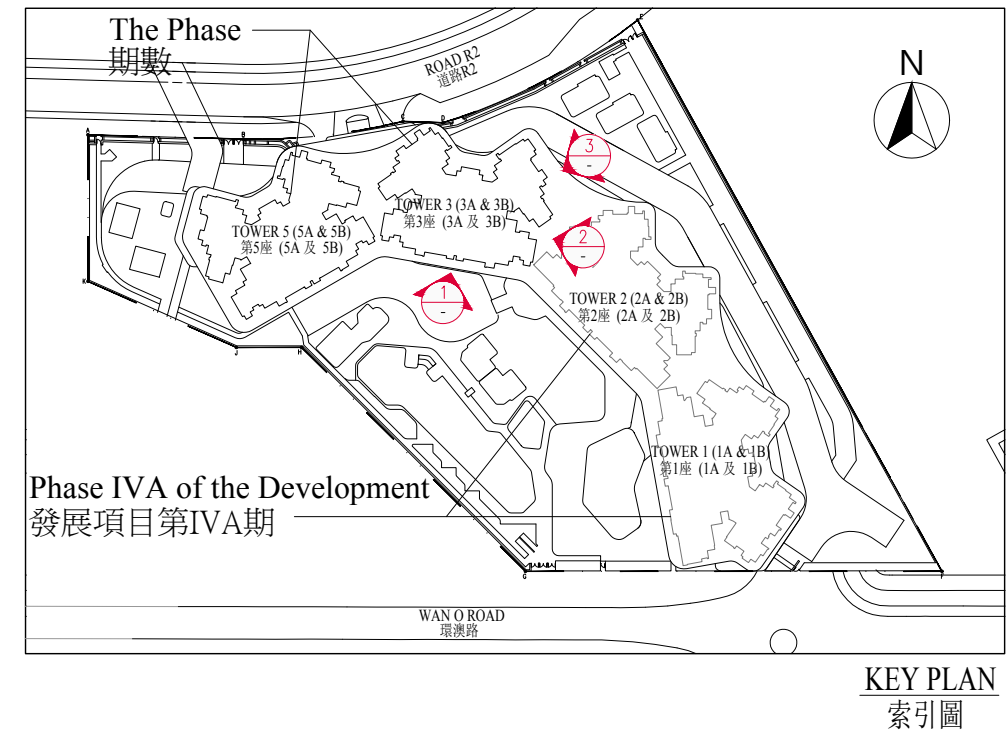 The Phase
期數
ROAD R2
道路R2
N
A
B
C
D
E
3
-
TOWER 3 (3A & 3B)
第3座 (3A 及 3B)
TOWER 5 (5A & 5B)
第5座 (5A 及 5B)
2
-
K
1
-
TOWER 2 (2A & 2B)
第2座 (2A 及 2B)
J
H
TOWER 1 (1A & 1B)
第1座 (1A 及 1B)
Phase IVA of the Development
發展項目第IVA期
G
F
WAN O ROAD
環澳路
KEY PLAN
索引圖